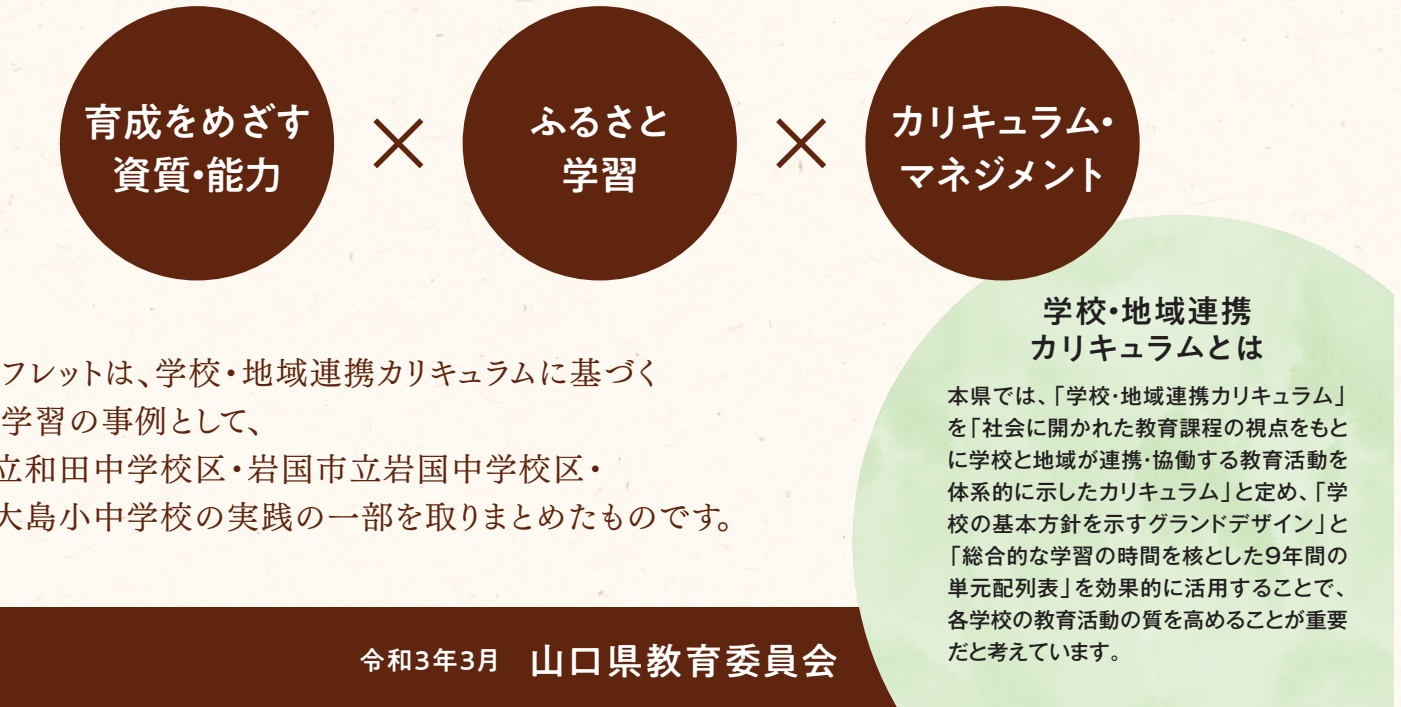 育成をめざす
資質・能力
×
ふるさと
学習
×
カリキュラム・
マネジメント
フレットは、学校・地域連携カリキュラムに基づく
学習の事例として、
立和田中学校区・岩国市立岩国中学校区・
大島小中学校の実践の一部を取りまとめたものです。
学校・地域連携
カリキュラムとは
本県では、「学校・地域連携カリキュラム」
を「社会に開かれた教育課程の視点をもと
に学校と地域が連携・協働する教育活動を
体系的に示したカリキュラム」と定め、「学
校の基本方針を示すグランドデザイン」と
「総合的な学習の時間を核とした9年間の
単元配列表」を効果的に活用することで、
各学校の教育活動の質を高めることが重要
だと考えています。
令和3年3月 山口県教育委員会